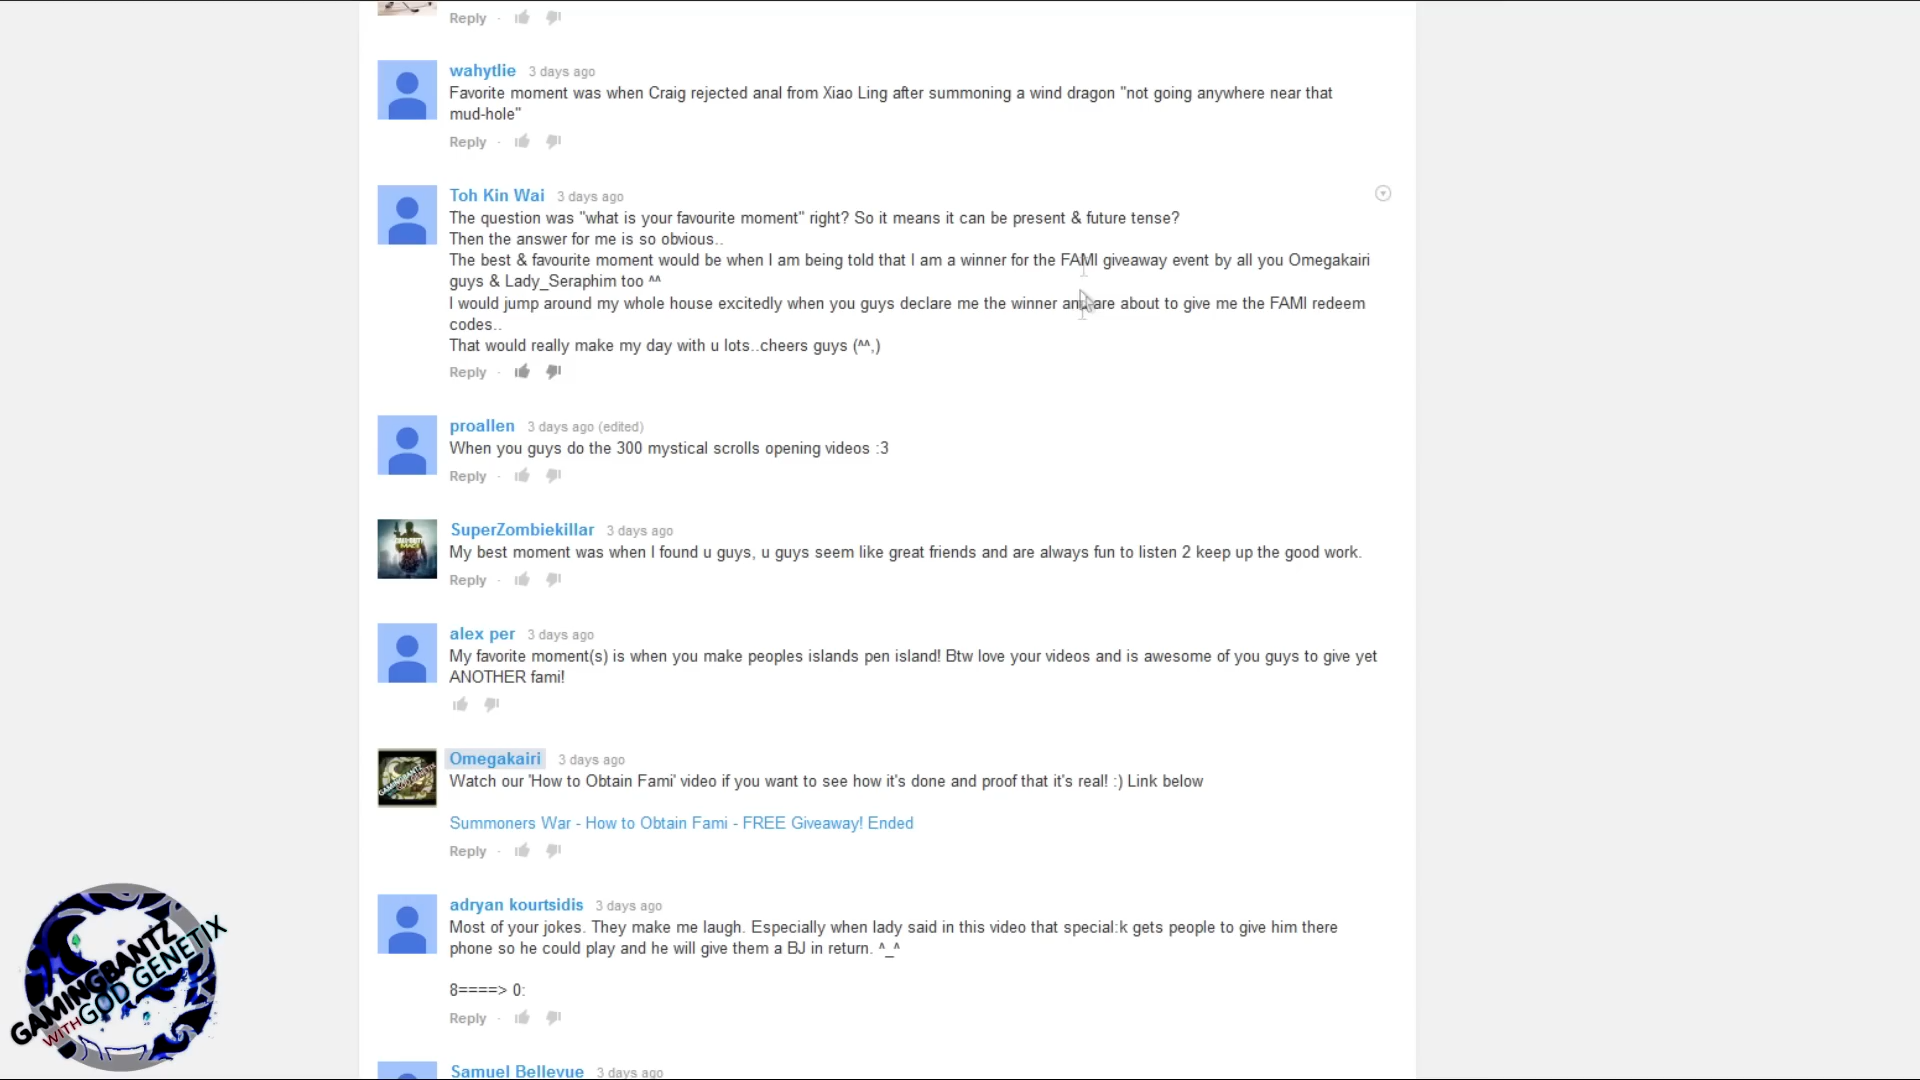 Reply ·
wahytlie 3 days ago
Favorite moment was when Craig rejected anal from Xiao Ling after summoning a wind dragon "not going anywhere near that
mud-hole"
Reply ·
Toh Kin Wai 3 days ago
The question was "what is your favourite moment" right? So it means it can be present & future tense?
Then the answer for me is so obvious..
The best & favourite moment would be when I am being told that I am a winner for the FAMI giveaway event by all you Omegakairi
guys & Lady_Seraphim too ^^
I would jump around my whole house excitedly when you guys declare me the winner and are about to give me the FAMI redeem
codes..
That would really make my day with u lots..cheers guys (^^,)
Reply ·
proallen 3 days ago (edited)
When you guys do the 300 mystical scrolls opening videos :3
Reply ·
SuperZombiekillar 3 days ago
My best moment was when I found u guys, u guys seem like great friends and are always fun to listen 2 keep up the good work.
Reply ·
alex per 3 days ago
My favorite moment(s) is when you make peoples islands pen island! Btw love your videos and is awesome of you guys to give yet
ANOTHER fami!
Omegakairi 3 days ago
Watch our 'How to Obtain Fami' video if you want to see how it's done and proof that it's real! :) Link below
Summoners War - How to Obtain Fami - FREE Giveaway! Ended
Reply ·
adryan kourtsidis 3 days ago
Most of your jokes. They make me laugh. Especially when lady said in this video that special:k gets people to give him there
phone so he could play and he will give them a BJ in return. ^_^
8====> 0:
Reply ·
Samuel Bellevue 3 days ago
GAMINGBANTZ
WITH GOD GENETIX